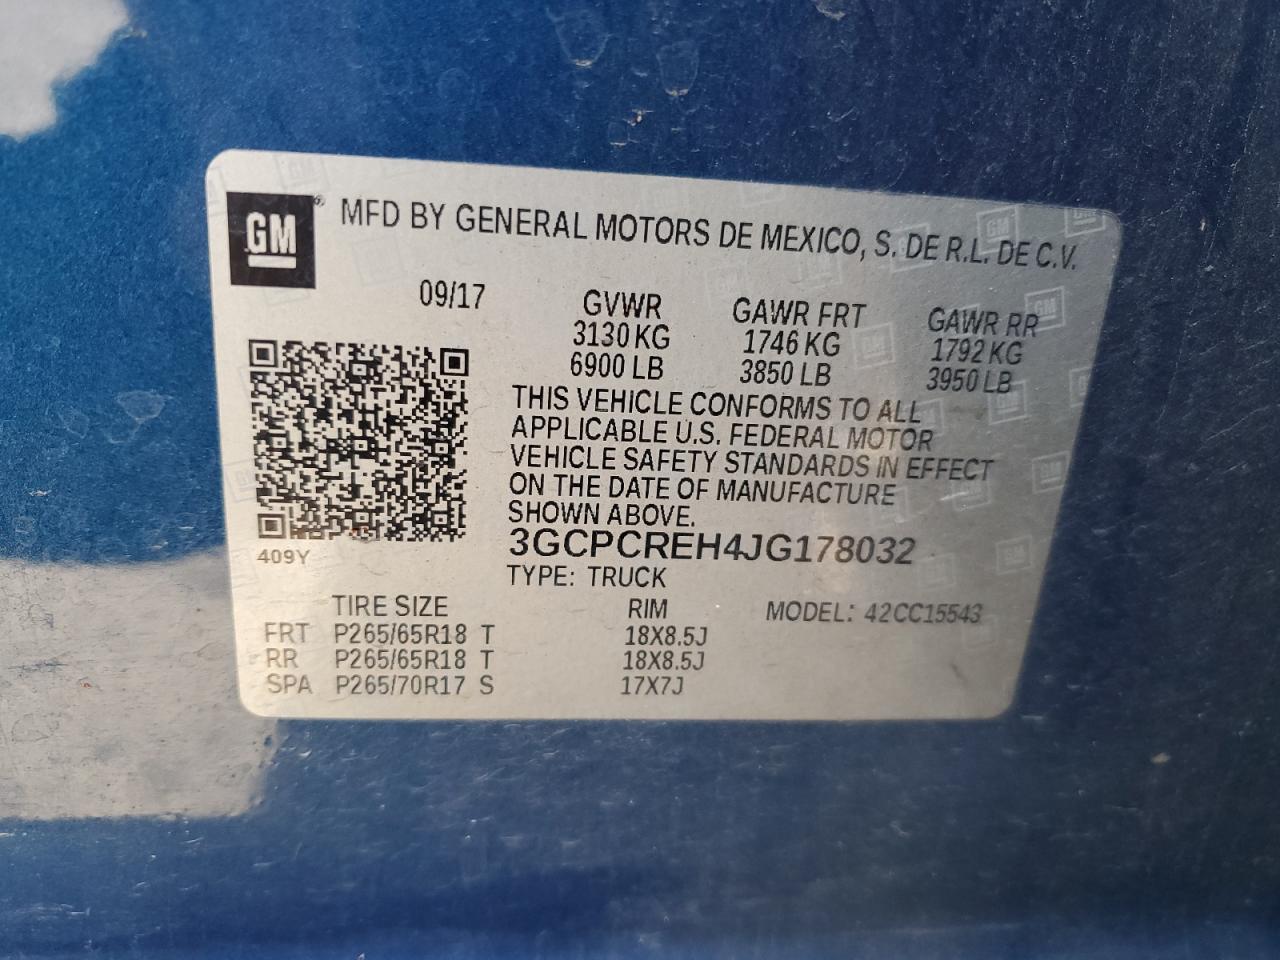 GM® MFD BY GENERAL MOTORS DE MEXICO, S. DE R.L. DE C.V.
09/17 GVWR GAWR FRT GAWR RR
3130 KG 1746 KG 1792 KG
6900 LB 3850 LB 3950 LB
THIS VEHICLE CONFORMS TO ALL
APPLICABLE U.S. FEDERAL MOTOR
VEHICLE SAFETY STANDARDS IN EFFECT
ON THE DATE OF MANUFACTURE
SHOWN ABOVE.
409Y 3GCPCREH4JG178032
TYPE: TRUCK
TIRE SIZE RIM MODEL: 42CC15543
FRT P265/65R18 T 18X8.5J
RR P265/65R18 T 18X8.5J
SPA P265/70R17 S 17X7J